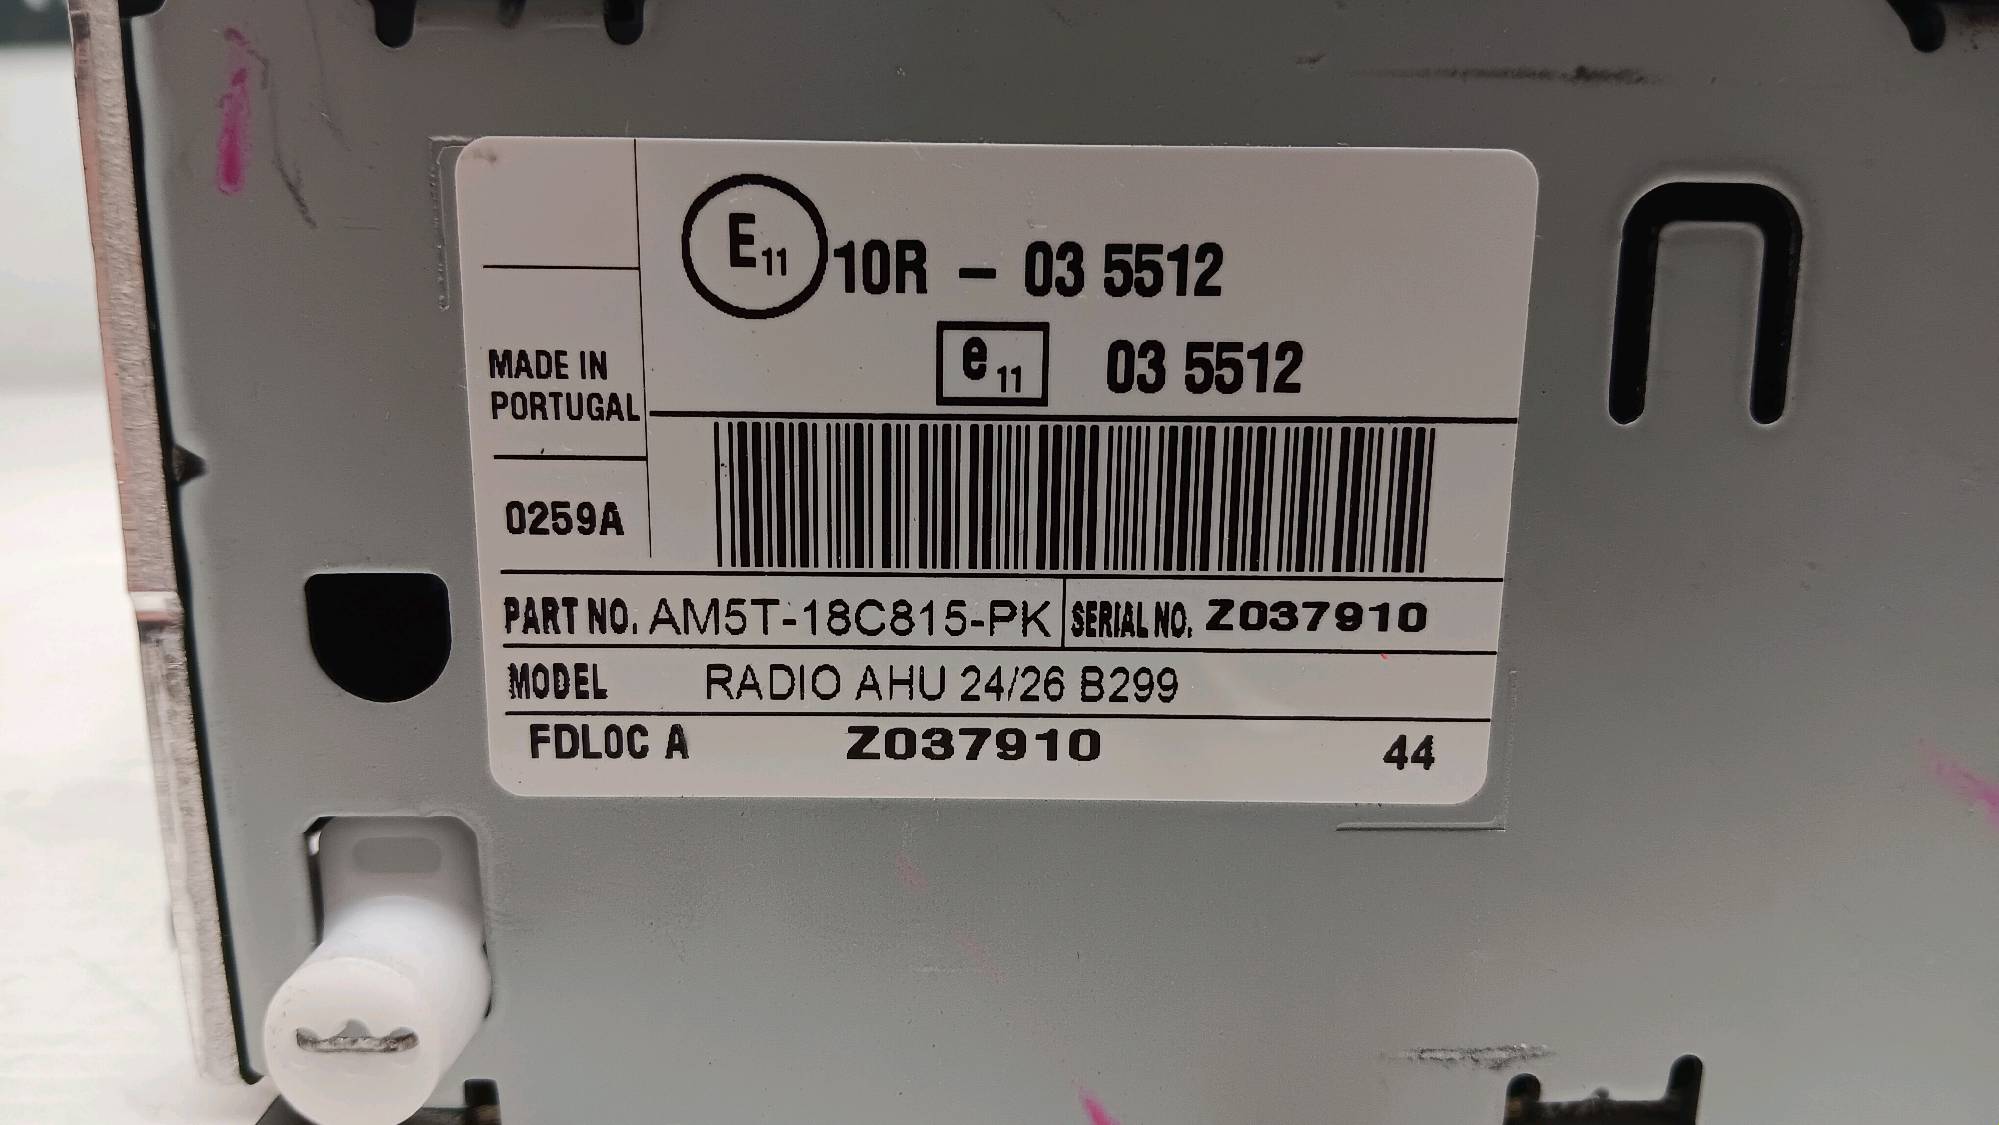 E11 10R - 03 5512
e11 03 5512
MADE IN
PORTUGAL
0259A
PART NO. AM5T-18C815-PK SERIAL NO. Z037910
MODEL RADIO AHU 24/26 B299
FDLOC A Z037910 44